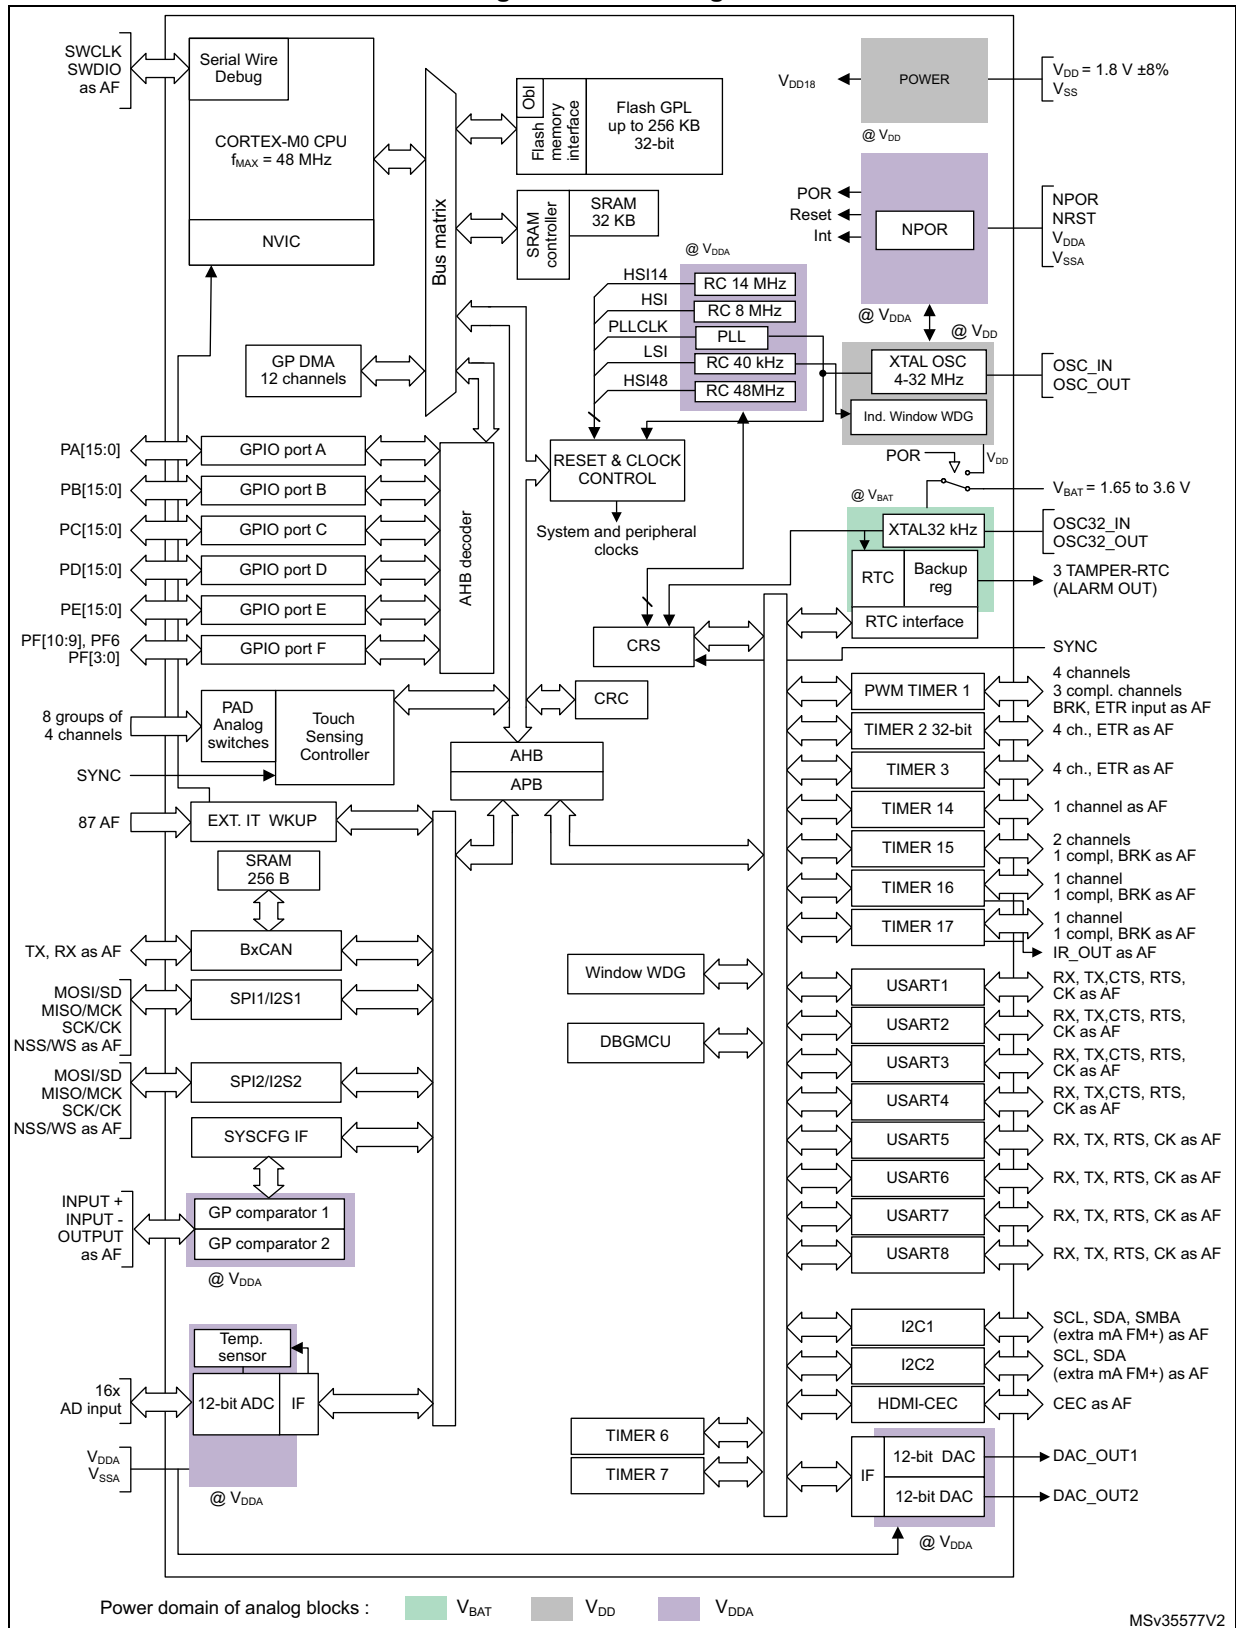 SWCLK
SWDIO
as AF
Serial Wire
Debug
CORTEX-M0 CPU
fMAX = 48 MHz
NVIC
Bus matrix
Obl
Flash
memory
interface
Flash GPL
up to 256 KB
32-bit
SRAM
controller
SRAM
32 KB
VDD18
POWER
VDD = 1.8 V ±8%
VSS
@ VDD
POR
Reset
Int
NPOR
NPOR
NRST
VDDA
VSSA
@ VDDA
@ VDDA
@ VDD
HSI14
RC 14 MHz
HSI
RC 8 MHz
PLLCLK
PLL
LSI
RC 40 kHz
HSI48
RC 48MHz
XTAL OSC
4-32 MHz
OSC_IN
OSC_OUT
Ind. Window WDG
GP DMA
12 channels
PA[15:0]
GPIO port A
PB[15:0]
GPIO port B
PC[15:0]
GPIO port C
PD[15:0]
GPIO port D
PE[15:0]
GPIO port E
PF[10:9], PF6
PF[3:0]
GPIO port F
AHB decoder
RESET & CLOCK
CONTROL
System and peripheral
clocks
POR
VDD
VBAT = 1.65 to 3.6 V
@ VBAT
XTAL32 kHz
OSC32_IN
OSC32_OUT
RTC
Backup
reg
3 TAMPER-RTC
(ALARM OUT)
RTC interface
CRS
SYNC
8 groups of
4 channels
PAD
Analog
switches
Touch
Sensing
Controller
SYNC
CRC
AHB
APB
87 AF
EXT. IT  WKUP
SRAM
256 B
TX, RX as AF
BxCAN
MOSI/SD
MISO/MCK
SCK/CK
NSS/WS as AF
SPI1/I2S1
MOSI/SD
MISO/MCK
SCK/CK
NSS/WS as AF
SPI2/I2S2
SYSCFG IF
INPUT +
INPUT -
OUTPUT
as AF
GP comparator 1
GP comparator 2
@ VDDA
Temp.
sensor
16x
AD input
12-bit ADC
IF
VDDA
VSSA
@ VDDA
Window WDG
DBGMCU
TIMER 6
TIMER 7
PWM TIMER 1
4 channels
3 compl. channels
BRK, ETR input as AF
TIMER 2 32-bit
4 ch., ETR as AF
TIMER 3
4 ch., ETR as AF
TIMER 14
1 channel as AF
TIMER 15
2 channels
1 compl, BRK as AF
TIMER 16
1 channel
1 compl, BRK as AF
TIMER 17
1 channel
1 compl, BRK as AF
IR_OUT as AF
USART1
RX, TX,CTS, RTS,
CK as AF
USART2
RX, TX,CTS, RTS,
CK as AF
USART3
RX, TX,CTS, RTS,
CK as AF
USART4
RX, TX,CTS, RTS,
CK as AF
USART5
RX, TX, RTS, CK as AF
USART6
RX, TX, RTS, CK as AF
USART7
RX, TX, RTS, CK as AF
USART8
RX, TX, RTS, CK as AF
I2C1
SCL, SDA, SMBA
(extra mA FM+) as AF
I2C2
SCL, SDA
(extra mA FM+) as AF
HDMI-CEC
CEC as AF
IF
12-bit  DAC
DAC_OUT1
12-bit DAC
DAC_OUT2
@ VDDA
Power domain of analog blocks :
VBAT
VDD
VDDA
MSv35577V2